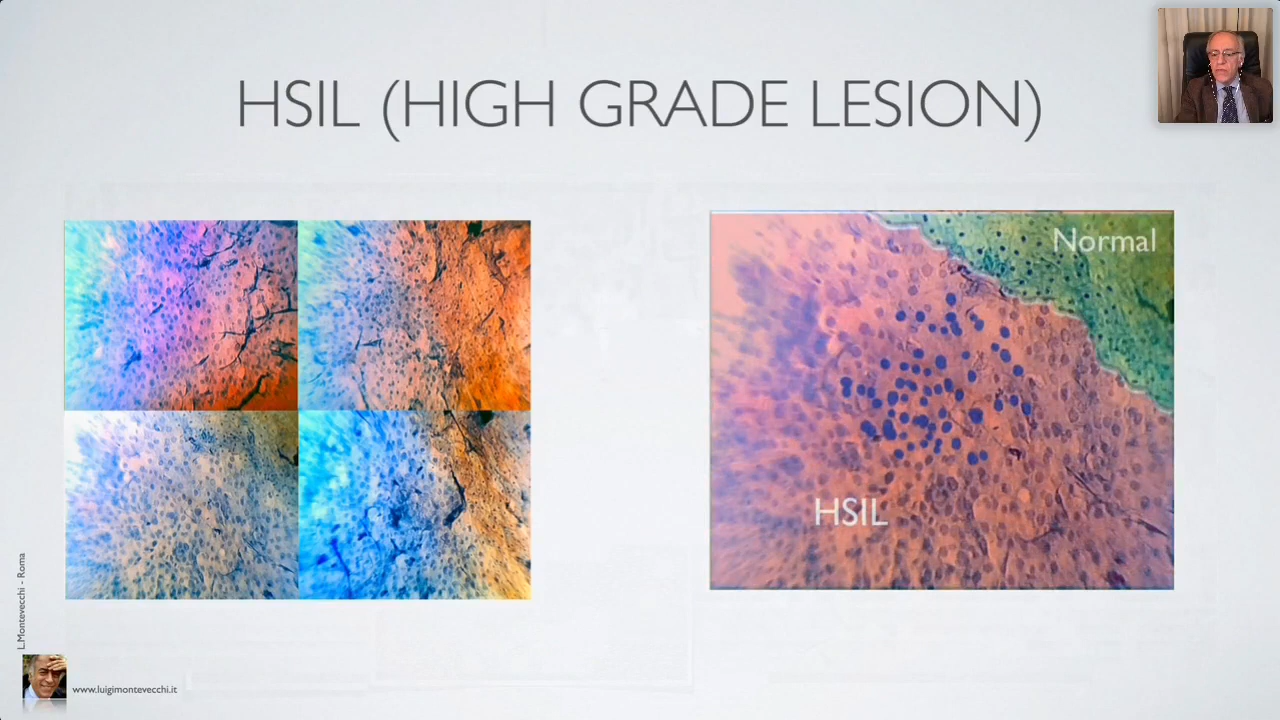 HSIL (HIGH GRADE LESION)
Normal
HSIL
L.Montevecchi - Roma
www.luigimontevecchi.it